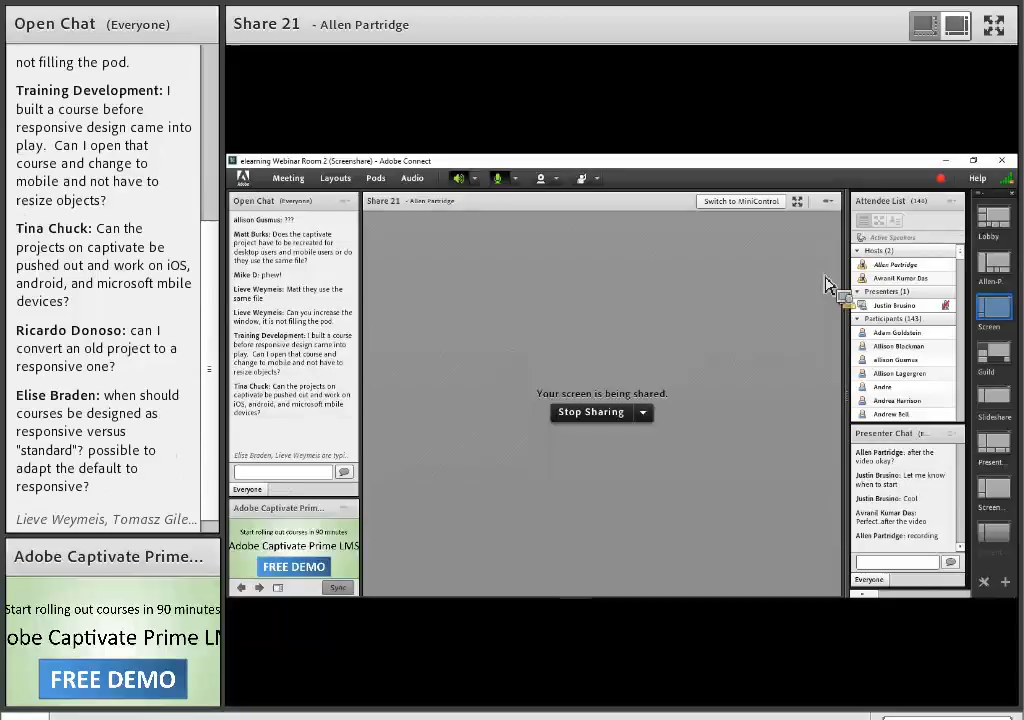 Open Chat (Everyone)
not filling the pod.
Training Development: I
built a course before
responsive design came into
play. Can I open that
course and change to
mobile and not have to
resize objects?
Tina Chuck: Can the
projects on captivate be
pushed out and work on iOS,
android, and microsoft mbile
devices?
Ricardo Donoso: can I
convert an old project to a
responsive one?
Elise Braden: when should
courses be designed as
responsive versus
"standard"? possible to
adapt the default to
responsive?
Lieve Weymeis, Tomasz Gile...
Adobe Captivate Prime...
Start rolling out courses in 90 minutes
obe Captivate Prime LM
FREE DEMO
Share 21 - Allen Partridge
elearning Webinar Room 2 (Screenshare) - Adobe Connect
Adobe
Meeting Layouts Pods Audio
Help
Open Chat (Everyone)
allison Gusmus: ???
Matt Burks: Does the captivate
project have to be recreated for
desktop users and mobile users or do
they use the same file?
Mike D: phew!
Lieve Weymeis: Matt they use the
same file
Lieve Weymeis: Can you increase the
window, it is not filling the pod.
Training Development: I built a course
before responsive design came into
play. Can I open that course and
change to mobile and not have to
resize objects?
Tina Chuck: Can the projects on
captivate be pushed out and work on
iOS, android, and microsoft mbile
devices?
Elise Braden, Lieve Weymeis are typi..
Everyone
Adobe Captivate Prim...
Start rolling out courses in 90 minutes
Adobe Captivate Prime LMS
FREE DEMO
Sync
Share 21 - Allen Partridge
Switch to MiniControl
Your screen is being shared.
Stop Sharing
Attendee List (146)
Active Speakers
Hosts (2)
Allen Partridge
Avranil Kumar Das
Presenters (1)
Justin Brusino
Participants (143)
Adam Goldstein
Allison Blackman
allison Gusmus
Allison Lagergren
Andre
Andrea Harrison
Andrew Bell
Presenter Chat (E...
Allen Partridge: after the
video okay?
Justin Brusino: Let me know
when to start
Justin Brusino: Cool
Avranil Kumar Das:
Perfect.after the video
Allen Partridge: recording
Everyone
Lobby
Allen-P.
Screen
Guild
Slideshare
Present...
Screen...